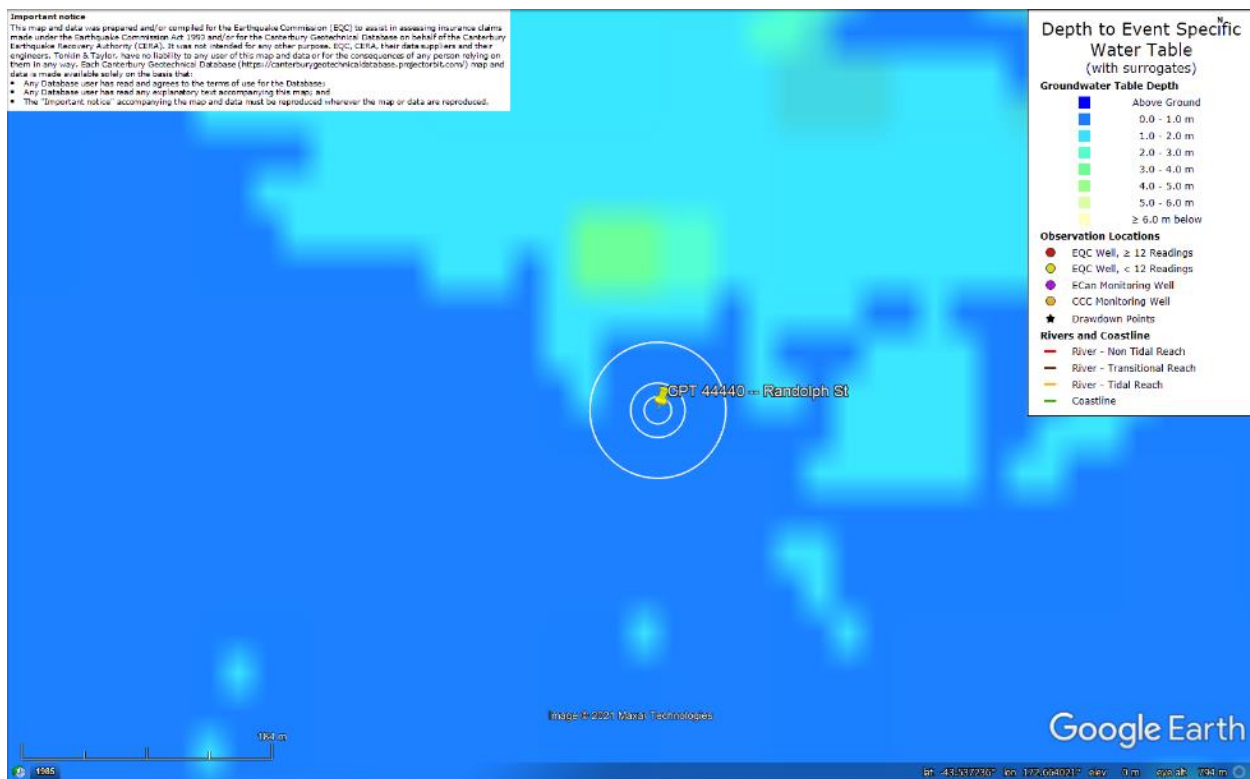 Important notice
This map and data was prepared and/or compiled for the Earthquake Commission (EQC) to assist in assessing insurance claims
made under the Earthquake Commission Act 1993 and/or for the Canterbury Geotechnical Database on behalf of the Canterbury
Earthquake Recovery Authority (CERA). It was not intended for any other purpose. EQC, CERA, their data suppliers and their
engineers, Tonkin & Taylor, have no liability to any user of this map and data or for the consequences of any person relying on
them in any way. Each Canterbury Geotechnical Database (https://canterburygeotechnicaldatabase.projectorbit.com/) map and
data is made available solely on the basis that:
• Any Database user has read and agrees to the terms of use for the Database;
• Any Database user has read any explanatory text accompanying this map; and
• The "Important notice" accompanying the map and data must be reproduced wherever the map or data are reproduced.
N
Depth to Event Specific
Water Table
(with surrogates)
Groundwater Table Depth
Above Ground
0.0 - 1.0 m
1.0 - 2.0 m
2.0 - 3.0 m
3.0 - 4.0 m
4.0 - 5.0 m
5.0 - 6.0 m
≥ 6.0 m below
Observation Locations
EQC Well, ≥ 12 Readings
EQC Well, < 12 Readings
ECan Monitoring Well
CCC Monitoring Well
Drawdown Points
Rivers and Coastline
River - Non Tidal Reach
River - Transitional Reach
River - Tidal Reach
Coastline
CPT 44440 -- Randolph St
Image © 2021 Maxar Technologies
184 m
Google Earth
1985
lat -43.537236° lon 172.664021° elev 0 m eye alt 794 m